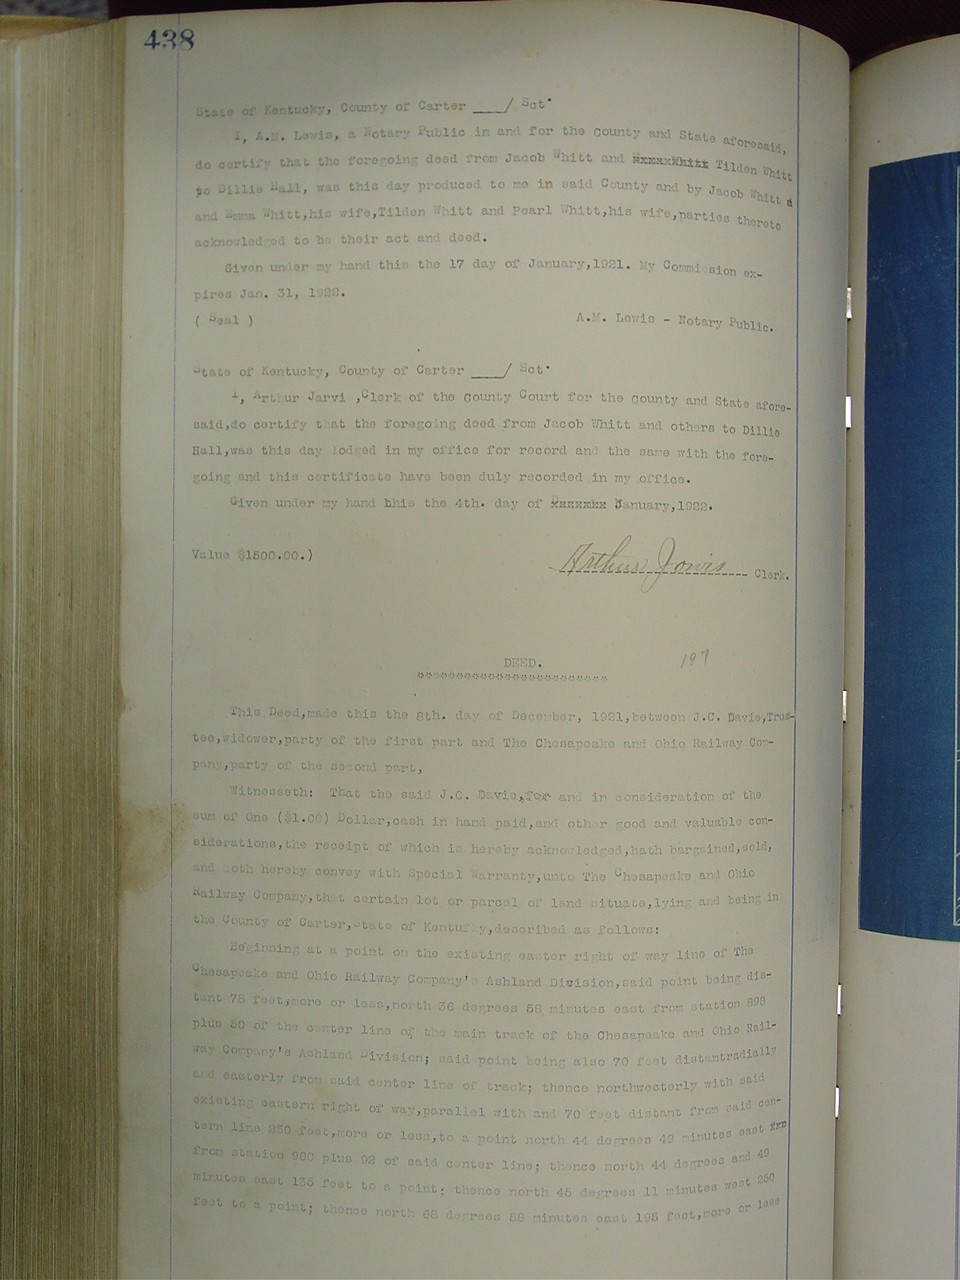 438
State of Kentucky, County of Carter ____/ Sct.
I, A.M. Lewis, a Notary Public in and for the County and State aforesaid,
do certify that the foregoing deed from Jacob Whitt and Tilden Whitt
to Dillie Hall, was this day produced to me in said County and by Jacob Whitt
and Emma Whitt,his wife,Tilden Whitt and Pearl Whitt,his wife,parties thereto
acknowledged to be their act and deed.
Given under my hand this the 17 day of January,1921. My Commission ex-
pires Jan. 31, 1922.
( Seal )
A.M. Lewis - Notary Public.
State of Kentucky, County of Carter ____/ Sct.
I, Arthur Jarvi ,Clerk of the County Court for the county and State afore-
said,do certify that the foregoing deed from Jacob Whitt and others to Dillie
Hall,was this day lodged in my office for record and the same with the fore-
going and this certificate have been duly recorded in my office.
Given under my hand this the 4th. day of January,1922.
Value $1500.00.)
Arthur Clerk.
DEED.
197
This Deed,made this the 8th. day of December, 1921,between J.C. Davie,Trus-
tee,widower,party of the first part and The Chesapeake and Ohio Railway Com-
pany,party of the second part,
Witnesseth: That the said J.C. Davie,for and in consideration of the
sum of One ($1.00) Dollar,cash in hand paid,and other good and valuable con-
siderations,the receipt of which is hereby acknowledged,hath bargained,sold,
and doth hereby convey with Special Warranty,unto The Chesapeake and Ohio
Railway Company,that certain lot or parcel of land situate,lying and being in
the County of Carter,State of Kentucky,described as follows:
Beginning at a point on the existing easter right of way line of The
Chesapeake and Ohio Railway Company's Ashland Division,said point being dis-
tant 78 feet,more or less,north 36 degrees 58 minutes east from station 898
plus 50 of the center line of the main track of the Chesapeake and Ohio Rail-
way Company's Ashland Division; said point being also 70 feet distantradially
and easterly from said center line of track; thence northwesterly with said
existing eastern right of way,parallel with and 70 feet distant from said cen-
tern line 250 feet,more or less,to a point north 44 degrees 49 minutes east
from station 900 plus 92 of said center line; thence north 44 degrees and 49
minutes east 135 feet to a point; thence north 45 degrees 11 minutes west 250
feet to a point; thence north 68 degrees 58 minutes east 195 feet,more or less